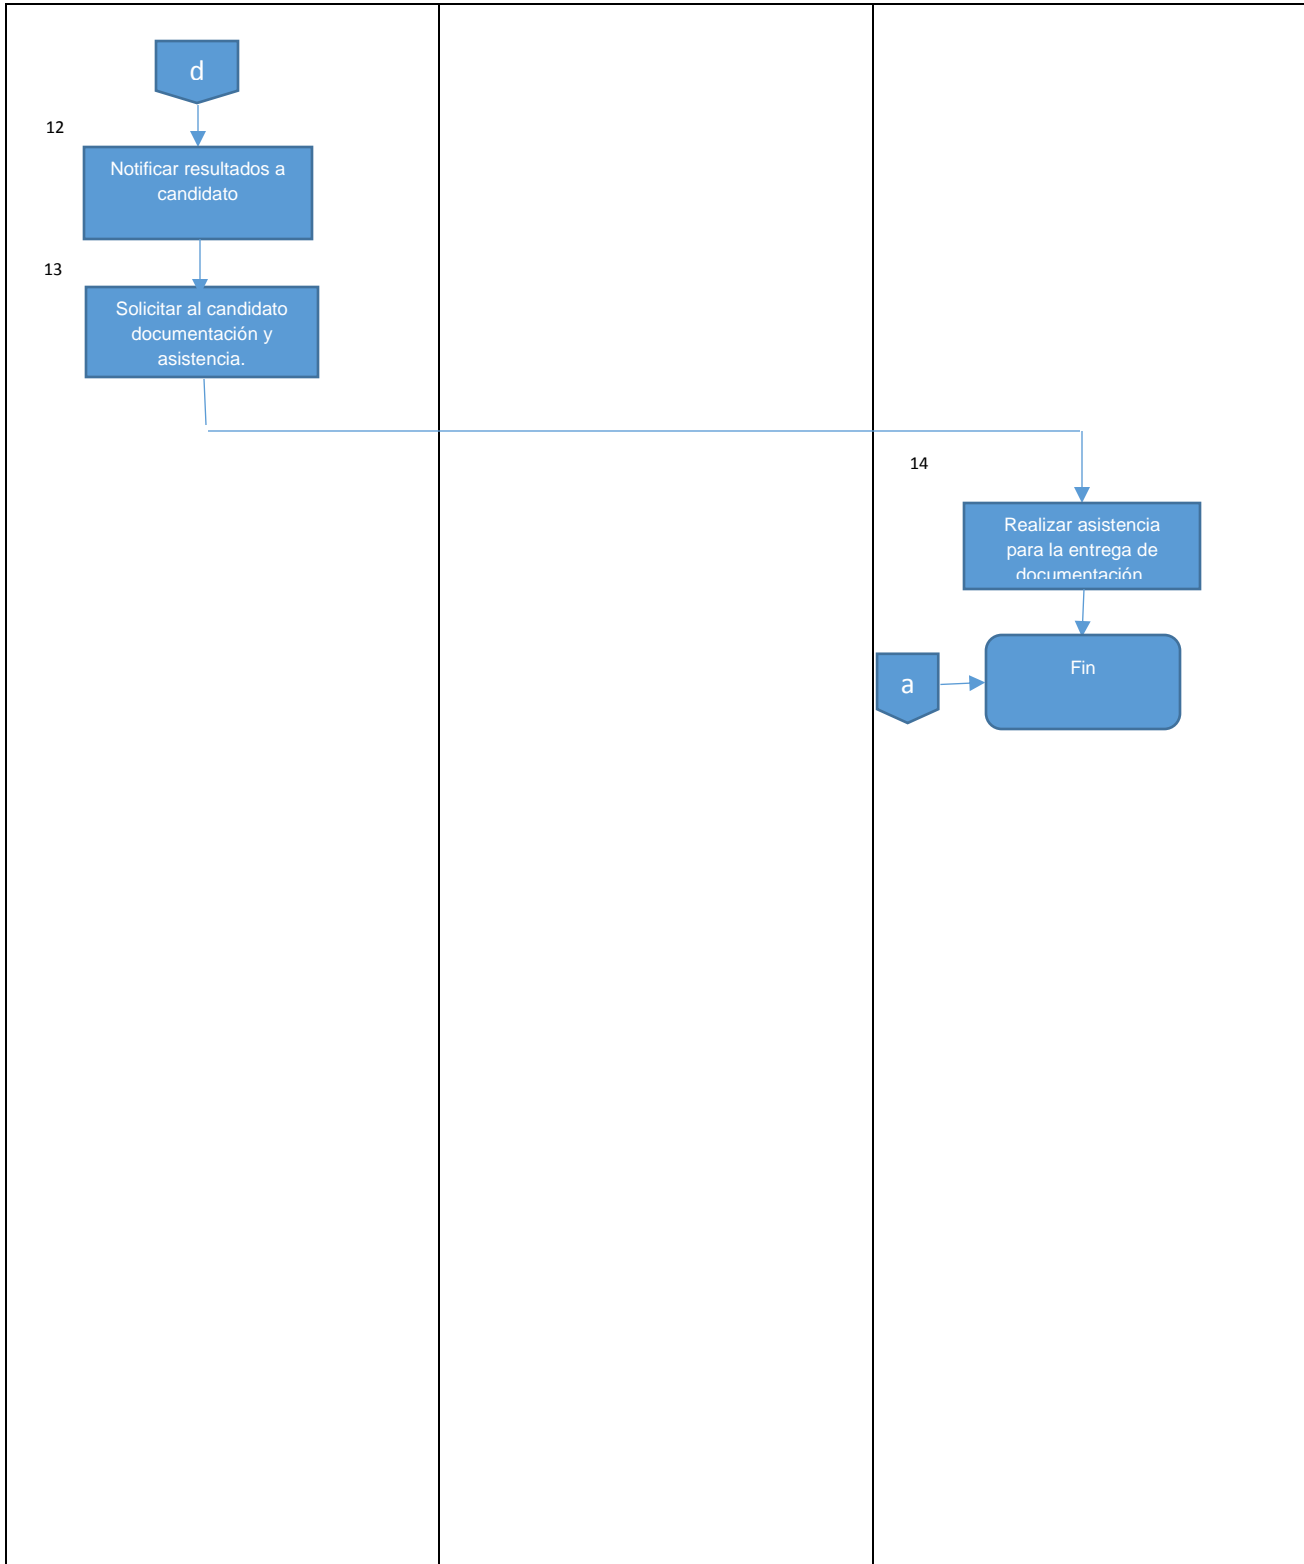 d
12
Notificar resultados a
candidato
13
Solicitar al candidato
documentación y
asistencia.
14
Realizar asistencia
para la entrega de
documentación
Fin
a